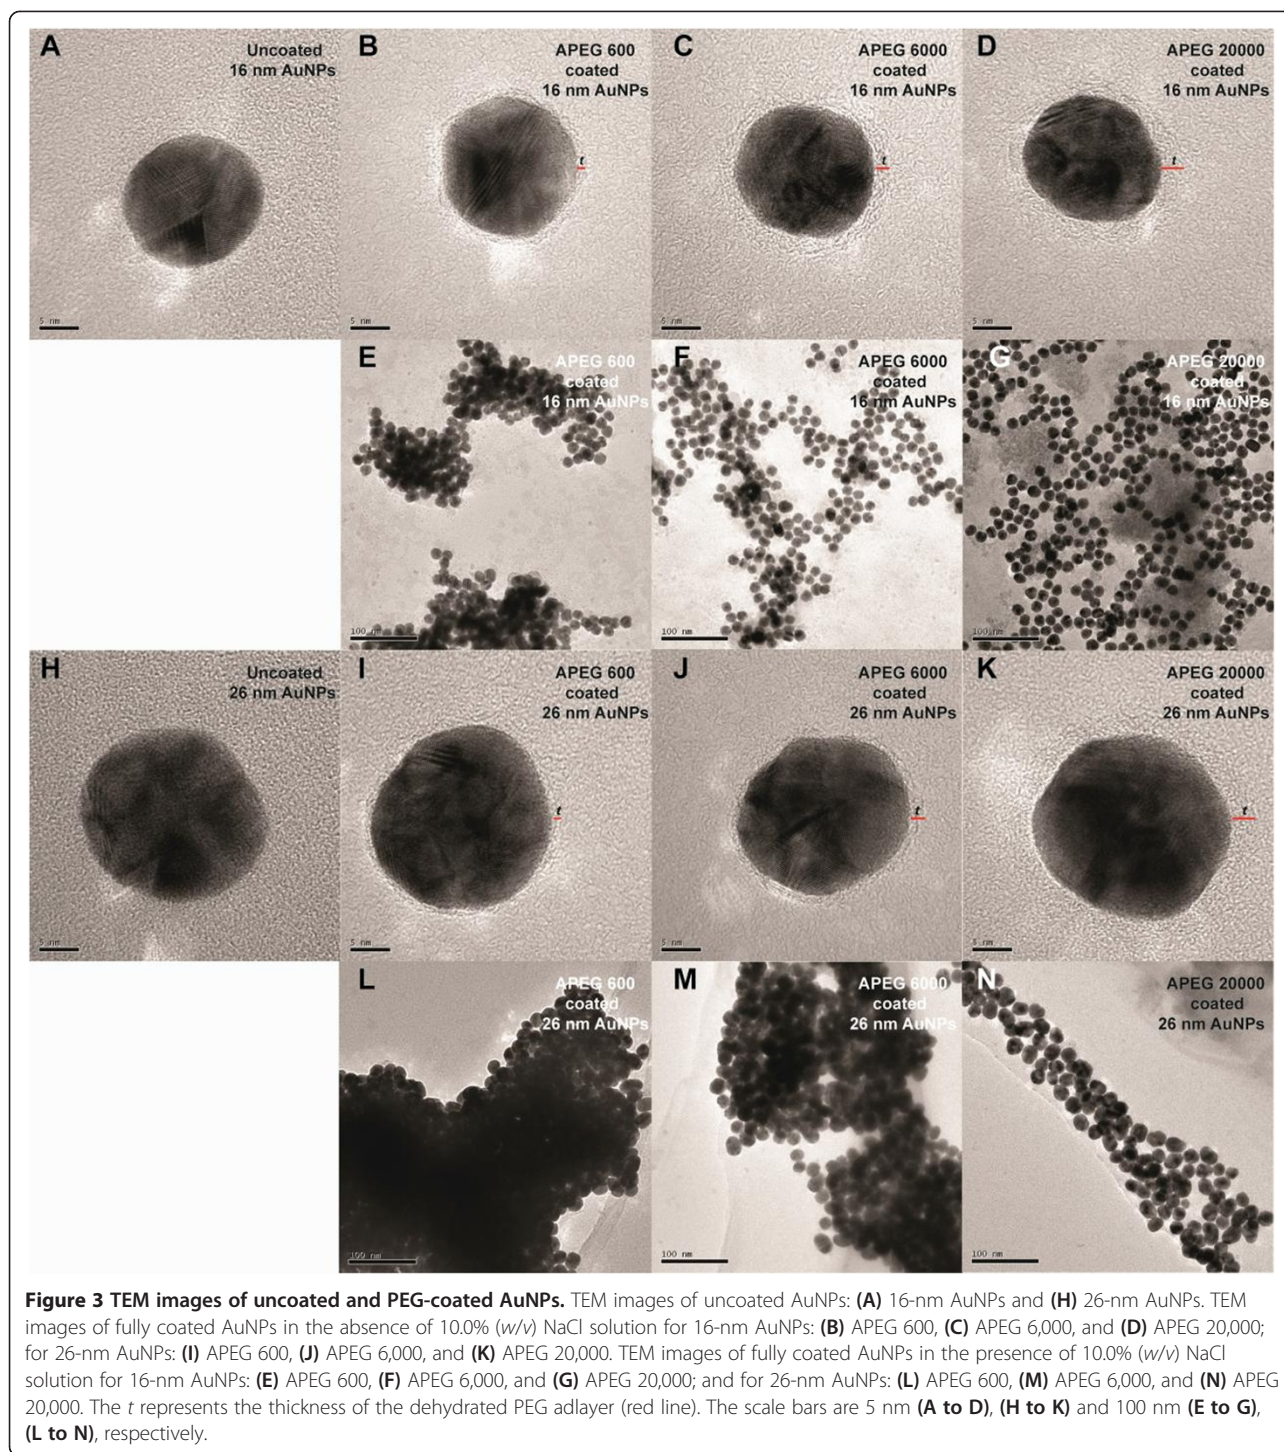 A
Uncoated
16 nm AuNPs
B
APEG 600
coated
16 nm AuNPs
t
5 nm
C
APEG 6000
coated
16 nm AuNPs
t
5 nm
D
APEG 20000
coated
16 nm AuNPs
t
5 nm
5 nm
E
APEG 600
coated
16 nm AuNPs
100 nm
F
APEG 6000
coated
16 nm AuNPs
100 nm
G
APEG 20000
coated
16 nm AuNPs
100 nm
H
Uncoated
26 nm AuNPs
5 nm
I
APEG 600
coated
26 nm AuNPs
t
5 nm
J
APEG 6000
coated
26 nm AuNPs
t
5 nm
K
APEG 20000
coated
26 nm AuNPs
t
5 nm
L
APEG 600
coated
26 nm AuNPs
100 nm
M
APEG 6000
coated
26 nm AuNPs
100 nm
N
APEG 20000
coated
26 nm AuNPs
100 nm
Figure 3 TEM images of uncoated and PEG-coated AuNPs. TEM images of uncoated AuNPs: (A) 16-nm AuNPs and (H) 26-nm AuNPs. TEM
images of fully coated AuNPs in the absence of 10.0% (w/v) NaCl solution for 16-nm AuNPs: (B) APEG 600, (C) APEG 6,000, and (D) APEG 20,000;
for 26-nm AuNPs: (I) APEG 600, (J) APEG 6,000, and (K) APEG 20,000. TEM images of fully coated AuNPs in the presence of 10.0% (w/v) NaCl
solution for 16-nm AuNPs: (E) APEG 600, (F) APEG 6,000, and (G) APEG 20,000; and for 26-nm AuNPs: (L) APEG 600, (M) APEG 6,000, and (N) APEG
20,000. The t represents the thickness of the dehydrated PEG adlayer (red line). The scale bars are 5 nm (A to D), (H to K) and 100 nm (E to G),
(L to N), respectively.